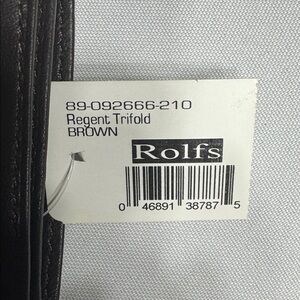 89-092666-210
Regent Trifold
BROWN
Rolfs
0 46891 38787 5